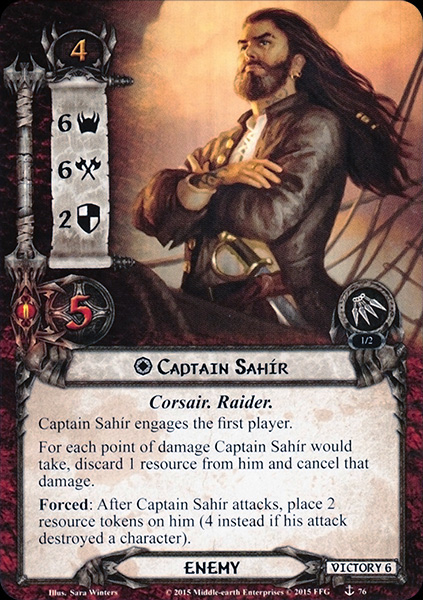 4
6
6
2
5
1/2
Captain Sahír
Corsair. Raider.
Captain Sahír engages the first player.
For each point of damage Captain Sahír would
take, discard 1 resource from him and cancel that
damage.
Forced: After Captain Sahír attacks, place 2
resource tokens on him (4 instead if his attack
destroyed a character).
ENEMY
VICTORY 6
Illus. Sara Winters
© 2015 Middle-earth Enterprises © 2015 FFG
76